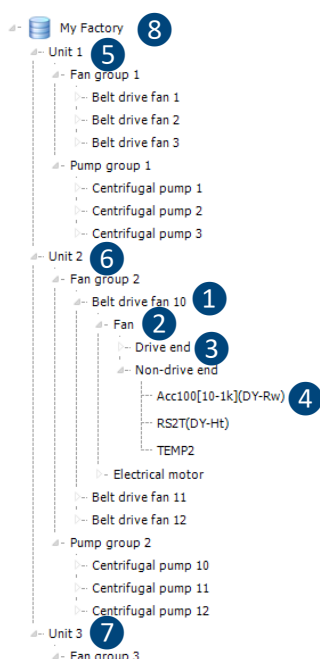 My Factory 8
Unit 1 5
Fan group 1
Belt drive fan 1
Belt drive fan 2
Belt drive fan 3
Pump group 1
Centrifugal pump 1
Centrifugal pump 2
Centrifugal pump 3
Unit 2 6
Fan group 2
Belt drive fan 10 1
Fan 2
Drive end 3
Non-drive end
Acc100[10-1k](DY-Rw) 4
RS2T(DY-Ht)
TEMP2
Electrical motor
Belt drive fan 11
Belt drive fan 12
Pump group 2
Centrifugal pump 10
Centrifugal pump 11
Centrifugal pump 12
Unit 3 7
Fan group 3